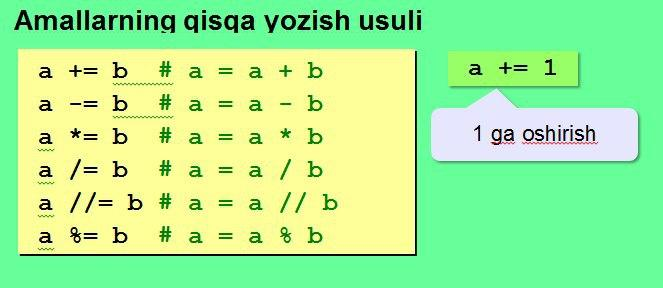 Amallarning qisqa yozish usuli
a += b # a = a + b
a -= b # a = a - b
a *= b # a = a * b
a /= b # a = a / b
a //= b # a = a // b
a %= b # a = a % b
a += 1
1 ga oshirish